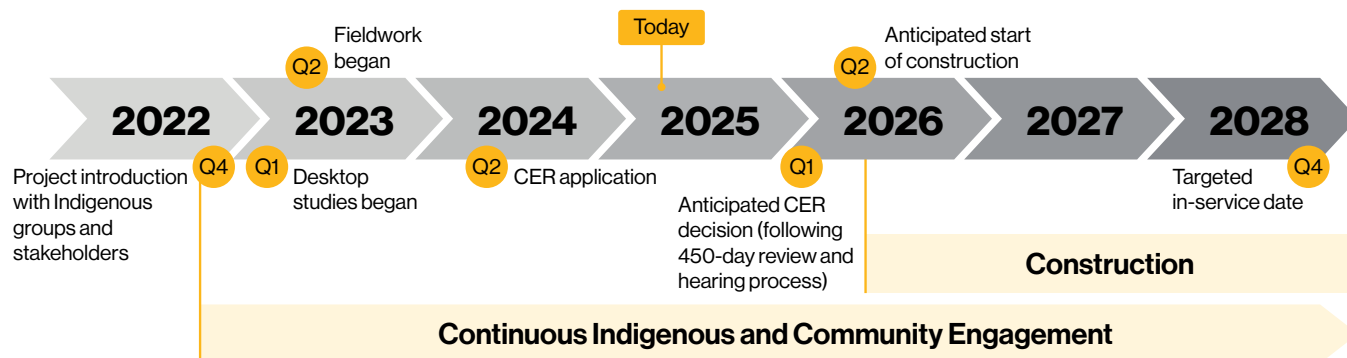 Today
Fieldwork
began
Q2
Anticipated start
of construction
Q2
2022
2023
2024
2025
2026
2027
2028
Project introduction
with Indigenous
groups and
stakeholders
Q4
Q1
Desktop
studies began
Q2
CER application
Q1
Anticipated CER
decision (following
450-day review and
hearing process)
Targeted
in-service date
Q4
Construction
Continuous Indigenous and Community Engagement